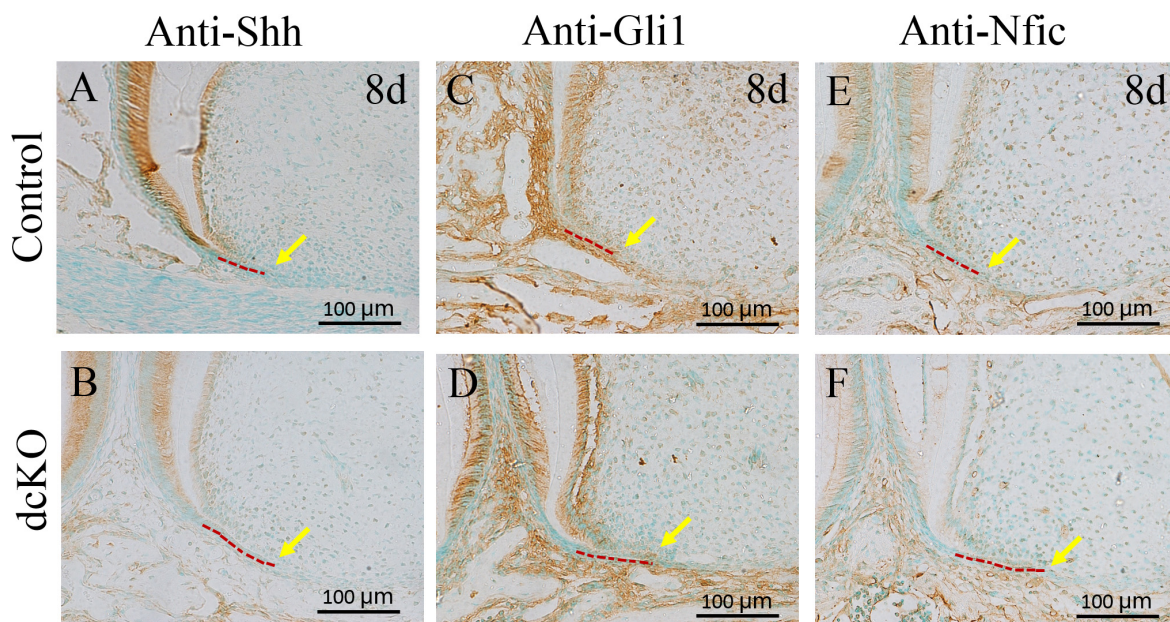 Anti-Shh Anti-Gli1 Anti-Nfic
Control
A 8d C E 8d
100 µm 100 µm 100 µm
dcKO
B D F
100 µm 100 µm 100 µm